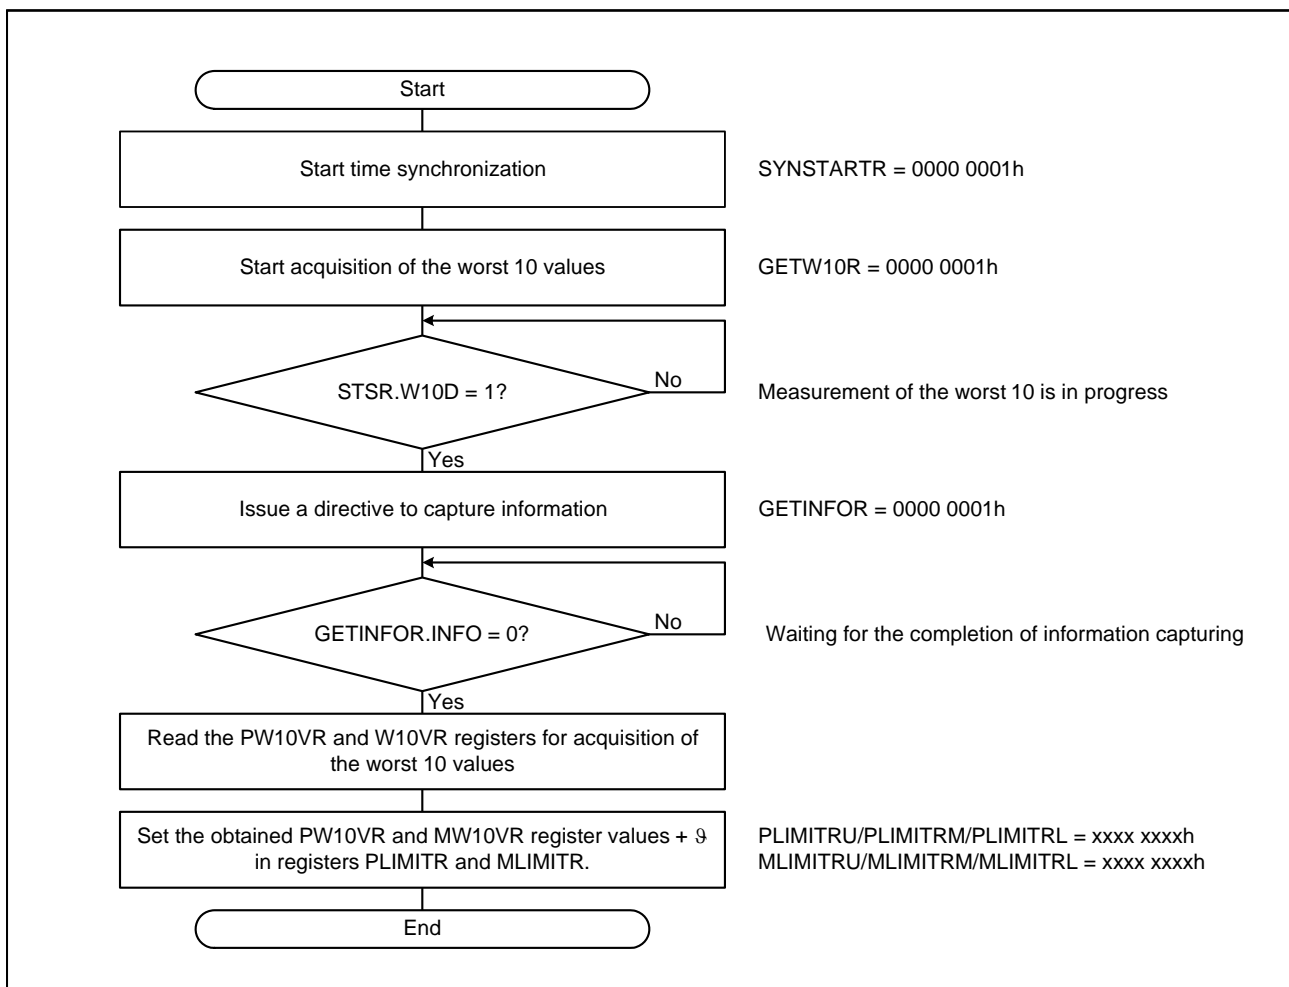 Start
Start time synchronization
SYNSTARTR = 0000 0001h
Start acquisition of the worst 10 values
GETW10R = 0000 0001h
STSR.W10D = 1?
No
Measurement of the worst 10 is in progress
Yes
Issue a directive to capture information
GETINFOR = 0000 0001h
GETINFOR.INFO = 0?
No
Waiting for the completion of information capturing
Yes
Read the PW10VR and W10VR registers for acquisition of
the worst 10 values
Set the obtained PW10VR and MW10VR register values + ϑ
in registers PLIMITR and MLIMITR.
PLIMITRU/PLIMITRM/PLIMITRL = xxxx xxxxh
MLIMITRU/MLIMITRM/MLIMITRL = xxxx xxxxh
End